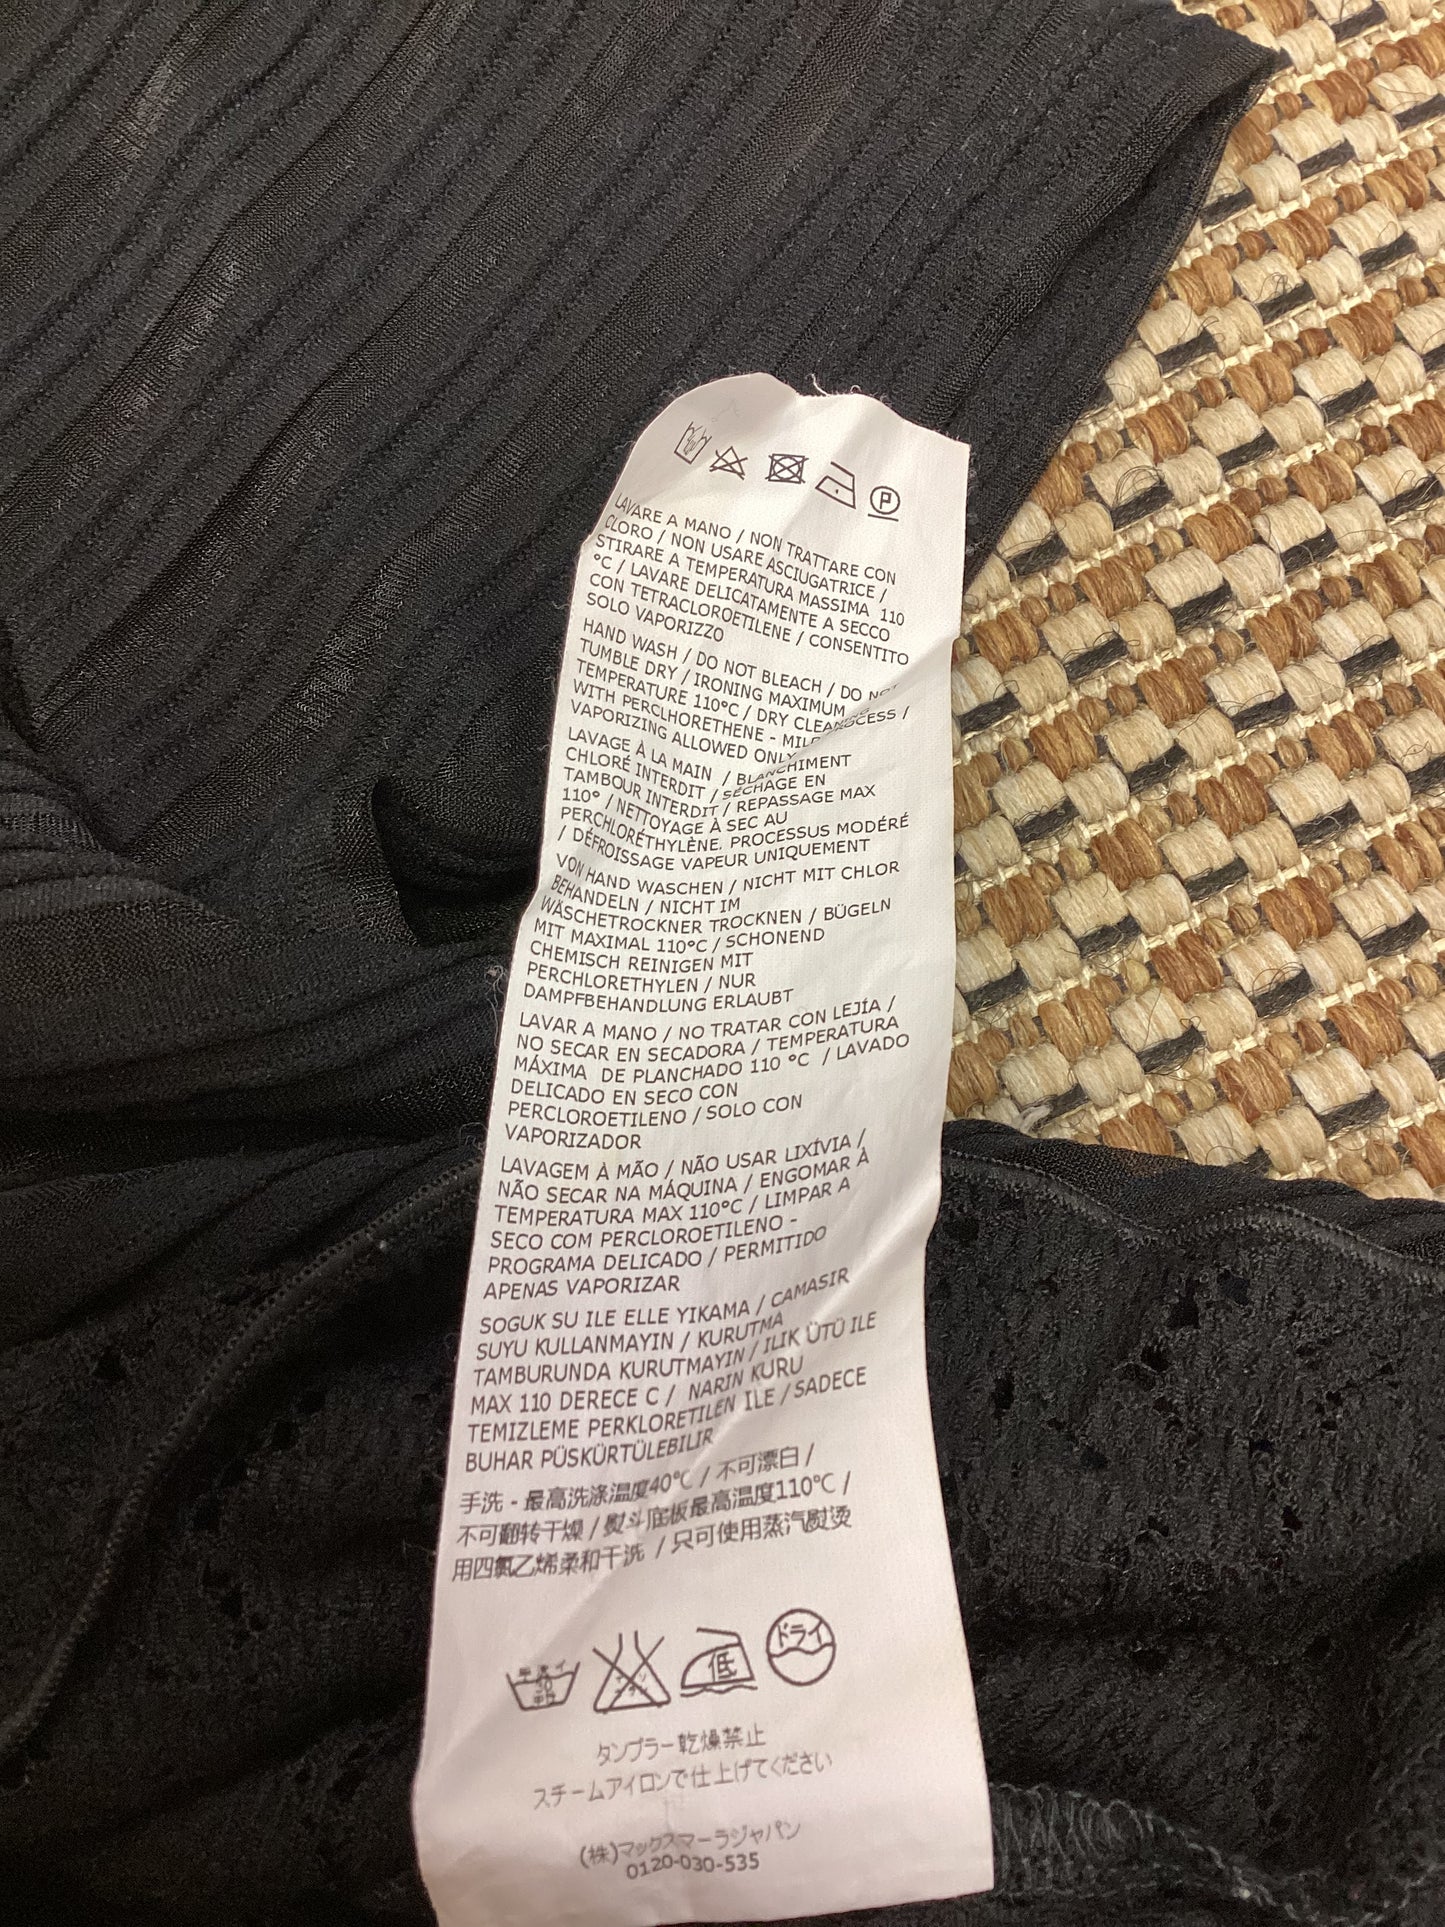 P
LAVARE A MANO / NON TRATTARE CON
CLORO / NON USARE ASCIUGATRICE /
STIRARE A TEMPERATURA MASSIMA 110
°C / LAVARE DELICATAMENTE A SECCO
CON TETRACLOROETILENE / CONSENTITO
SOLO VAPORIZZO
HAND WASH / DO NOT BLEACH / DO NOT
TUMBLE DRY / IRONING MAXIMUM
TEMPERATURE 110°C / DRY CLEAN
WITH PERCLHORETHENE - MILD
VAPORIZING ALLOWED ONLY
LAVAGE À LA MAIN / BLANCHIMENT
CHLORÉ INTERDIT / SÉCHAGE EN
TAMBOUR INTERDIT / REPASSAGE MAX
110° / NETTOYAGE À SEC AU
PERCHLORÉTHYLÈNE. PROCESSUS MODÉRÉ
/ DÉFROISSAGE VAPEUR UNIQUEMENT
VON HAND WASCHEN / NICHT MIT CHLOR
BEHANDELN / NICHT IM
WÄSCHETROCKNER TROCKNEN / BÜGELN
MIT MAXIMAL 110°C / SCHONEND
CHEMISCH REINIGEN MIT
PERCHLORETHYLEN / NUR
DAMPFBEHANDLUNG ERLAUBT
LAVAR A MANO / NO TRATAR CON LEJÍA /
NO SECAR EN SECADORA / TEMPERATURA
MÁXIMA DE PLANCHADO 110 °C / LAVADO
DELICADO EN SECO CON
PERCLOROETILENO / SOLO CON
VAPORIZADOR
LAVAGEM À MÃO / NÃO USAR LIXÍVIA /
NÃO SECAR NA MÁQUINA / ENGOMAR À
TEMPERATURA MAX 110°C / LIMPAR A
SECO COM PERCLOROETILENO -
PROGRAMA DELICADO / PERMITIDO
APENAS VAPORIZAR
SOGUK SU ILE ELLE YIKAMA / CAMASIR
SUYU KULLANMAYIN / KURUTMA
TAMBURUNDA KURUTMAYIN / ILIK ÜTÜ ILE
MAX 110 DERECE C / NARIN KURU
TEMIZLEME PERKLORETILEN ILE / SADECE
BUHAR PÜSKÜRTÜLEBILIR
手洗 - 最高洗涤温度40℃ / 不可漂白 /
不可翻转干燥 / 熨斗底板最高温度110℃ /
用四氯乙烯柔和干洗 / 只可使用蒸汽熨烫
低 ドライ
タンブラー乾燥禁止
スチームアイロンで仕上げてください
(株)マックスマーラジャパン
0120-030-535